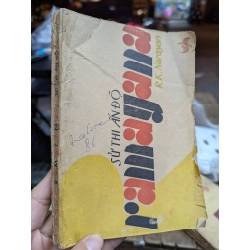 SỬ THI ẤN ĐỘ
ramayana
R.K. Narayan